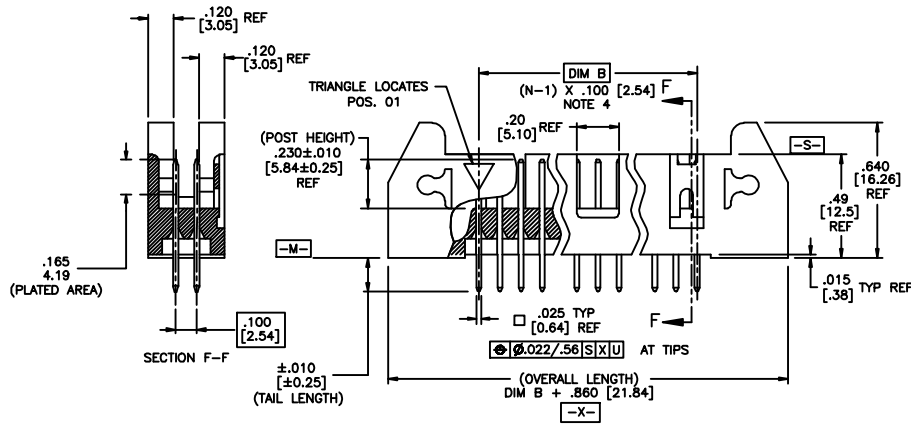 .120 REF
[3.05]
.120 REF
[3.05]
TRIANGLE LOCATES
POS. 01
DIM B
(N-1) X .100 [2.54]
NOTE 4
F
.20 REF
[5.10]
(POST HEIGHT)
.230±.010
[5.84±0.25]
REF
-S-
.640
[16.26]
REF
.49
[12.5]
REF
-M-
.165
4.19
(PLATED AREA)
.015 TYP REF
[.38]
.100
[2.54]
SECTION F-F
.025 TYP
[0.64] REF
F
Ø.022/.56 S X U AT TIPS
±.010
[±0.25]
(TAIL LENGTH)
(OVERALL LENGTH)
DIM B + .860 [21.84]
-X-